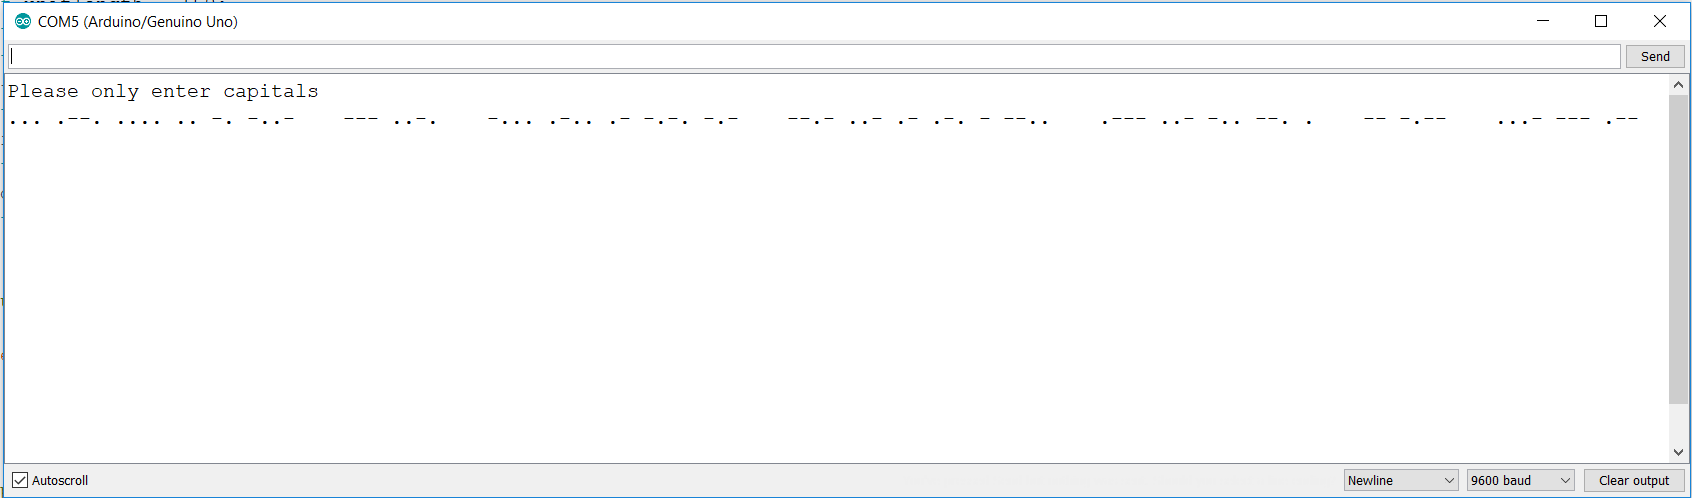 COM5 (Arduino/Genuino Uno)
Send
Please only enter capitals
... .--. .... .. -. -..-    --- ..-.    -... .-.. .- -.-. -.-    --.- ..- .- .-. - --..    .--- ..- -.. --. .    -- -.--    ...- --- .--
Autoscroll
Newline
9600 baud
Clear output